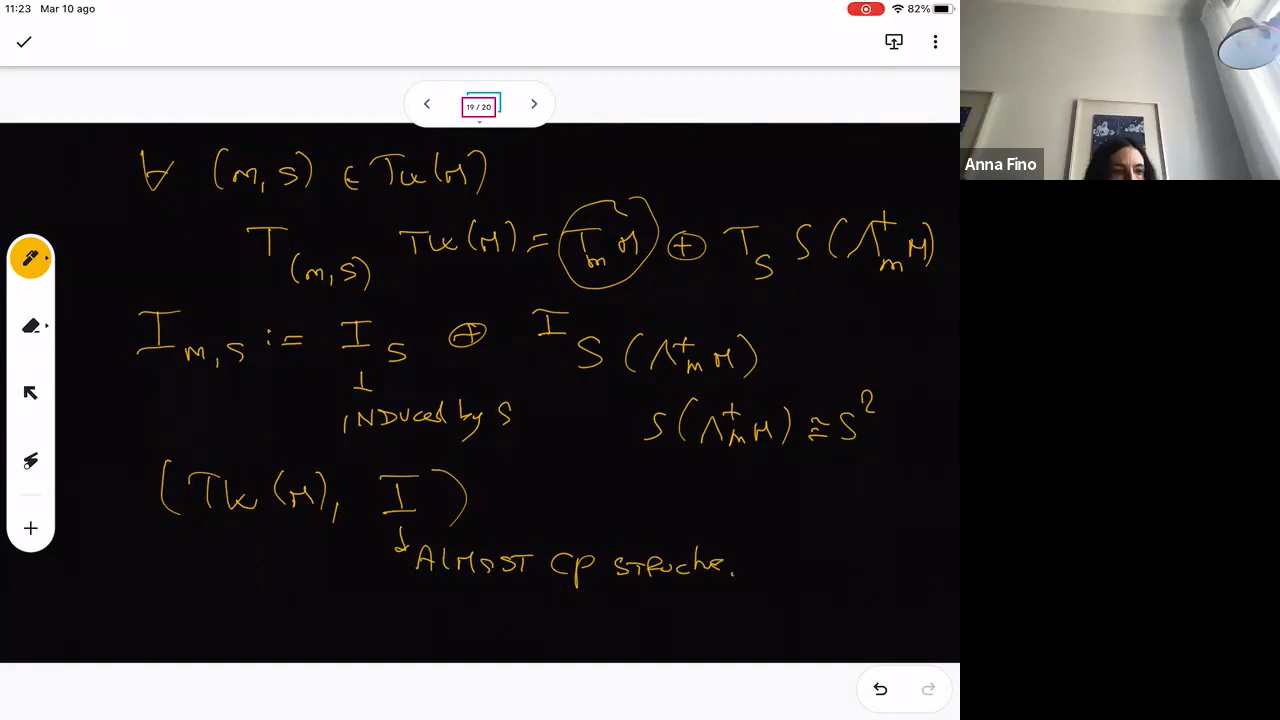 11:23 Mar 10 ago
82%
19 / 20
∀ (m, s) ∈ Tw(M)
T_(m,s) Tw(M) = T_m M ⊕ T_s S(Λ^+_m M)
I_m,s := I_s ⊕ I_S(Λ^+_m M)
INDUCED by S
S(Λ^+_m M) ≅ S^2
(Tw(M), I)
↓ ALMOST CP STRUCTURE.
Anna Fino